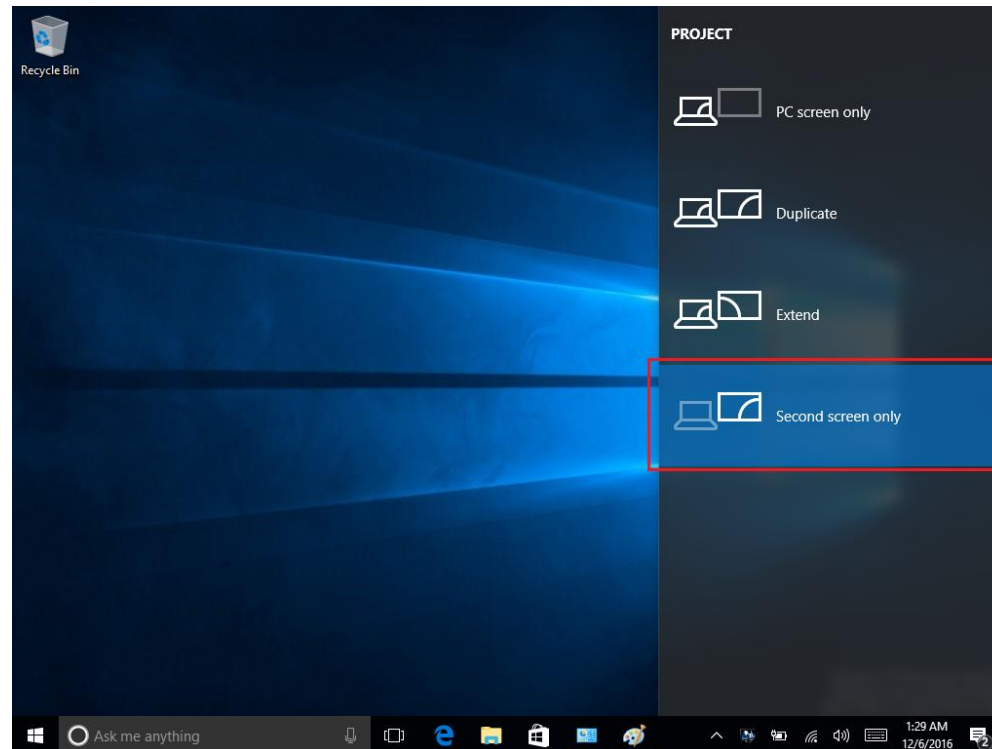 Recycle Bin
PROJECT
PC screen only
Duplicate
Extend
Second screen only
Ask me anything
1:29 AM
12/6/2016
2